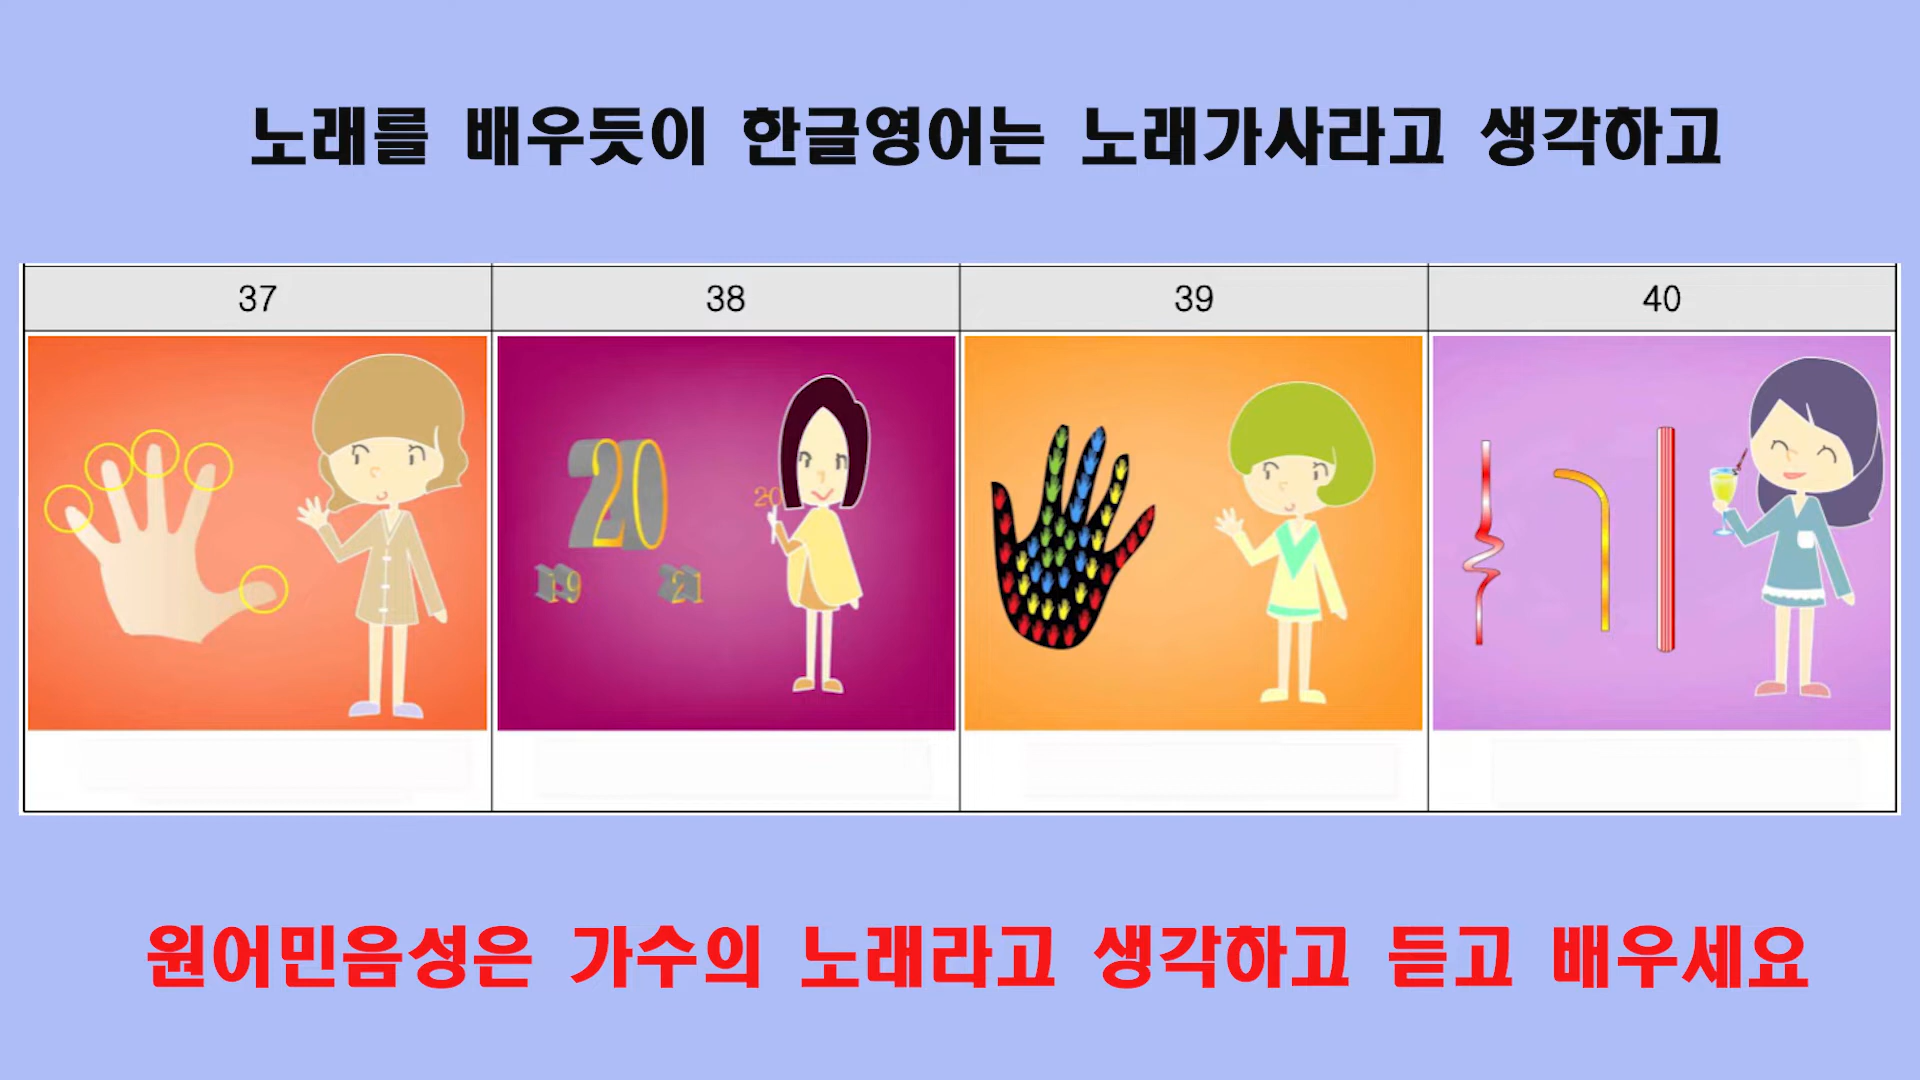 노래를 배우듯이 한글영어는 노래가사라고 생각하고
37 38 39 40
20 20
19 21
원어민음성은 가수의 노래라고 생각하고 듣고 배우세요